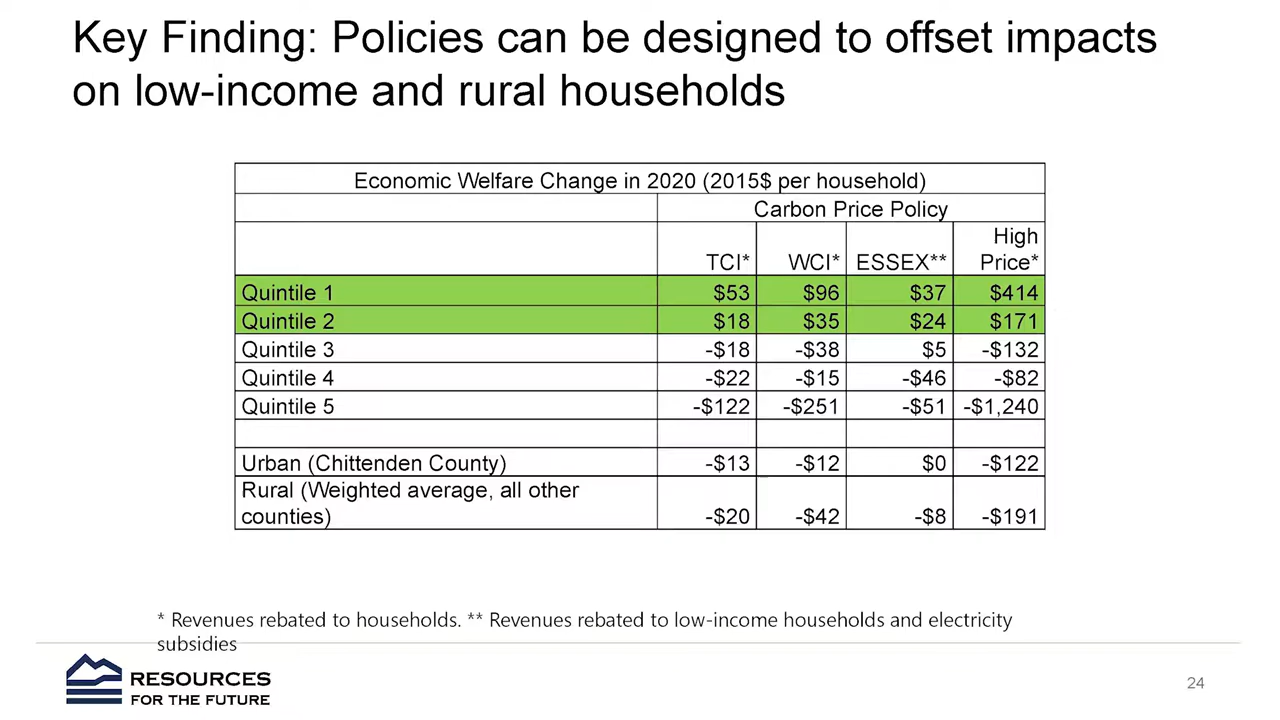 Key Finding: Policies can be designed to offset impacts
on low-income and rural households
Economic Welfare Change in 2020 (2015$ per household)
Carbon Price Policy
TCI* WCI* ESSEX** High Price*
Quintile 1 $53 $96 $37 $414
Quintile 2 $18 $35 $24 $171
Quintile 3 -$18 -$38 $5 -$132
Quintile 4 -$22 -$15 -$46 -$82
Quintile 5 -$122 -$251 -$51 -$1,240
Urban (Chittenden County) -$13 -$12 $0 -$122
Rural (Weighted average, all other
counties) -$20 -$42 -$8 -$191
* Revenues rebated to households. ** Revenues rebated to low-income households and electricity
subsidies
RESOURCES
FOR THE FUTURE
24